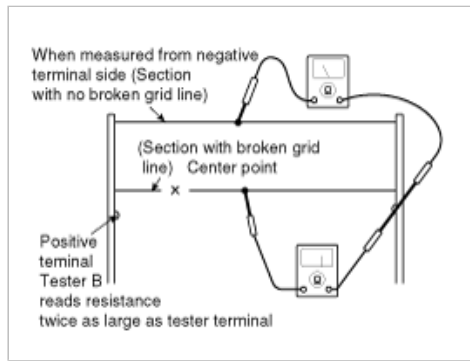 When measured from negative
terminal side (Section
with no broken grid line)
(Section with broken grid
line) Center point
x
Positive
teminal
Tester B
reads resistance
twice as large as tester terminal